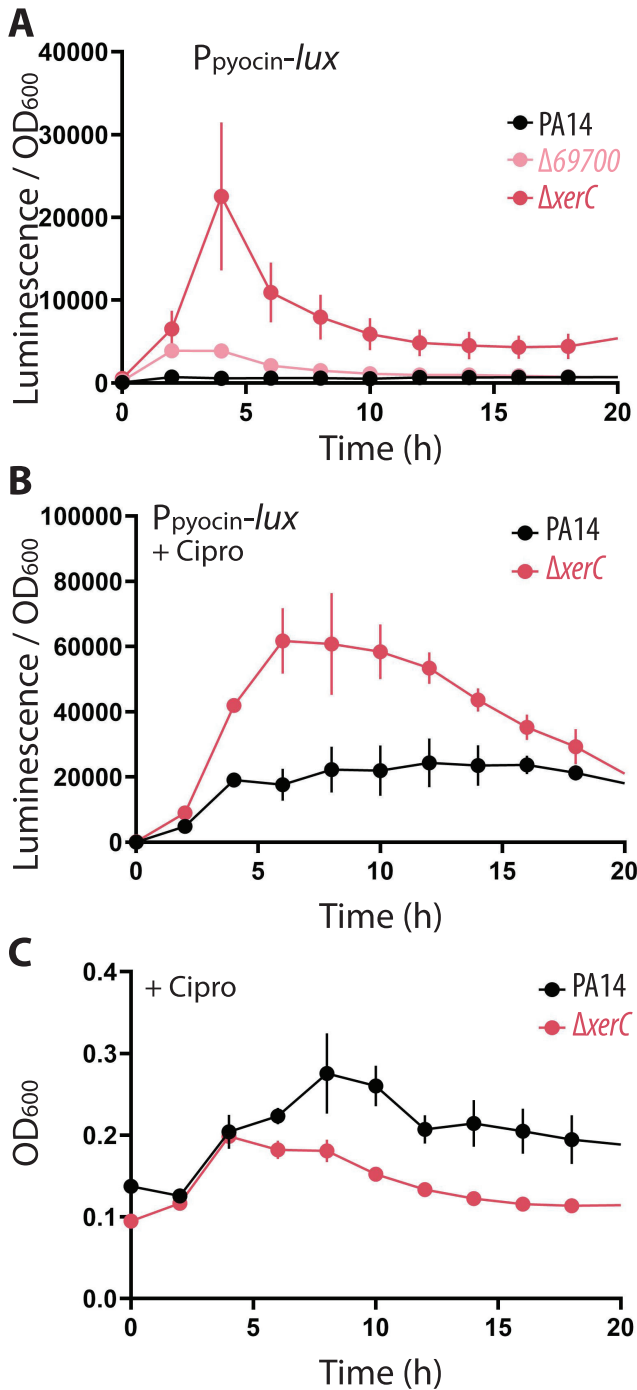 A
Ppyocin-lux
40000
30000
20000
10000
0
Luminescence / OD600
PA14
Δ69700
ΔxerC
0 5 10 15 20
Time (h)
B
Ppyocin-lux
+ Cipro
100000
80000
60000
40000
20000
0
Luminescence / OD600
PA14
ΔxerC
0 5 10 15 20
Time (h)
C
+ Cipro
0.4
0.3
0.2
0.1
0.0
OD600
PA14
ΔxerC
0 5 10 15 20
Time (h)